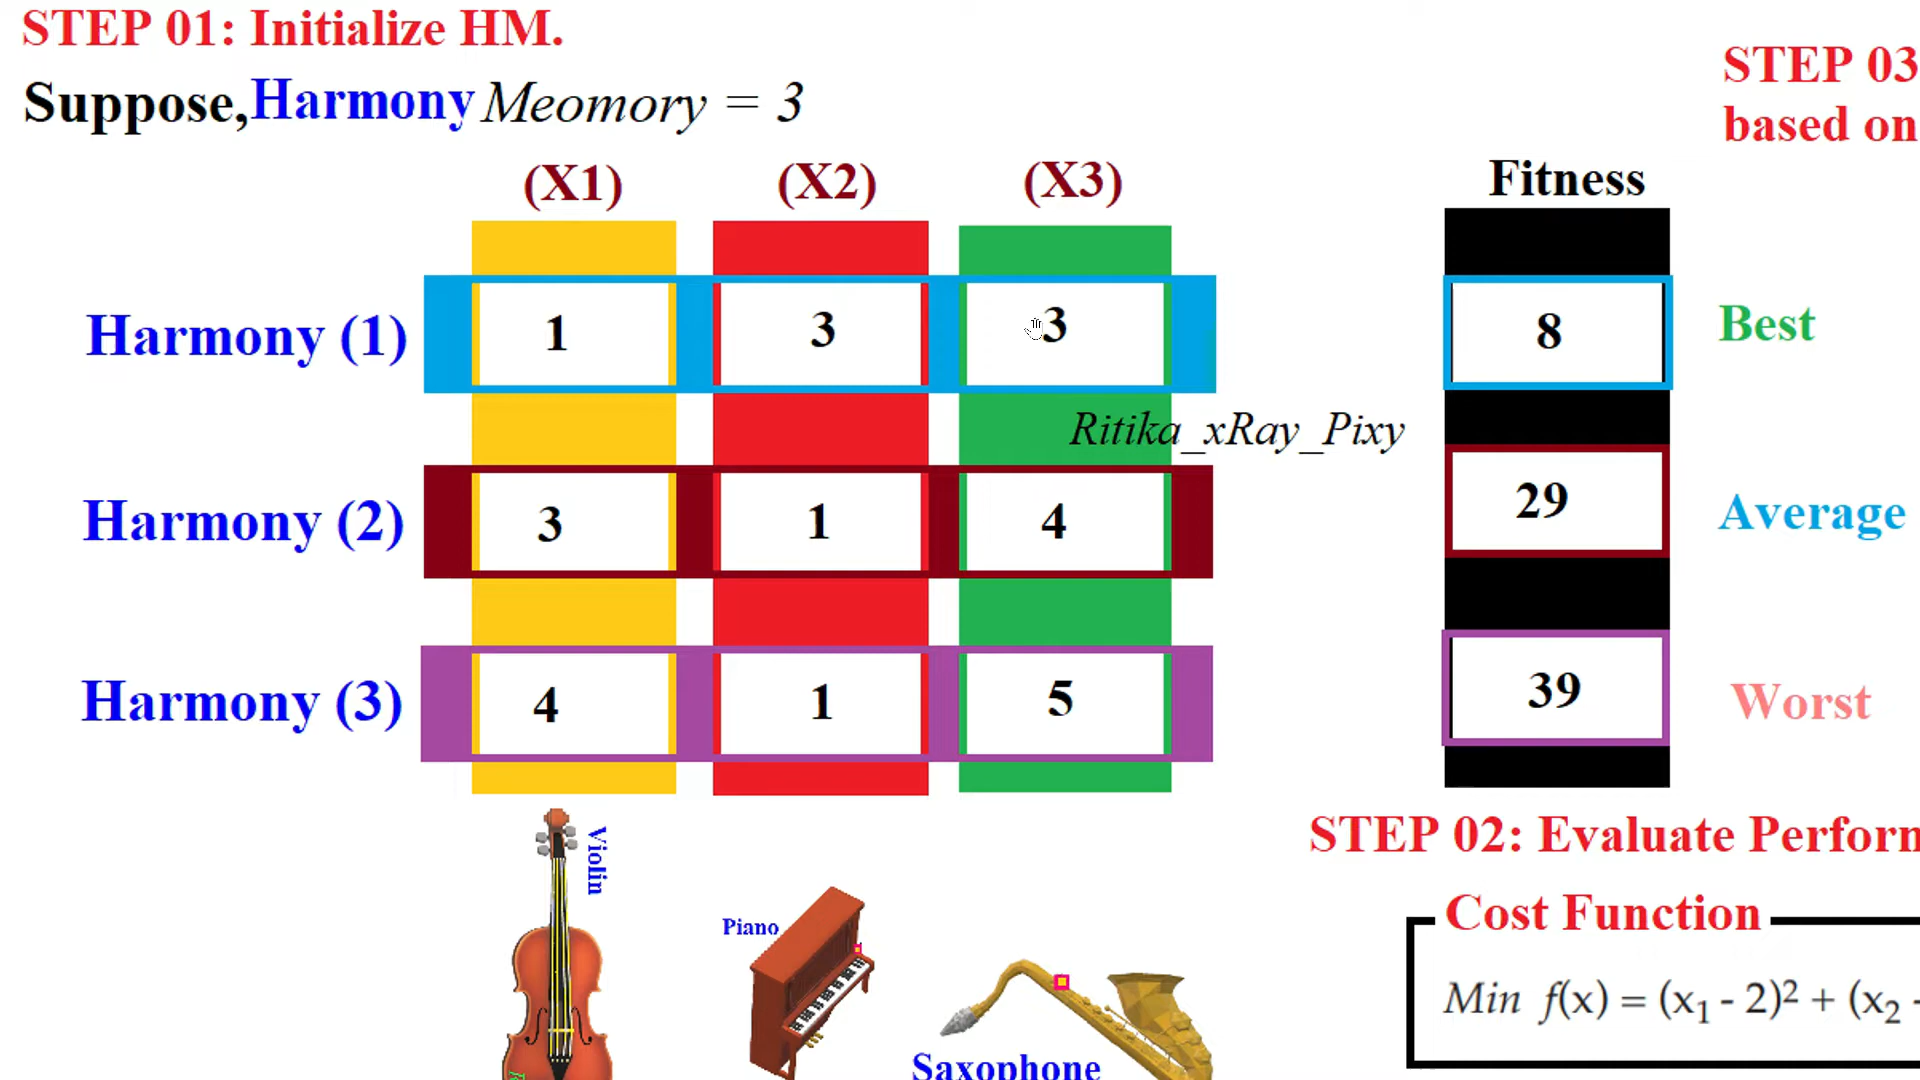 STEP 01: Initialize HM.
Suppose, Harmony Meomory = 3
STEP 03
based on
(X1) (X2) (X3)
Fitness
Harmony (1) 1 3 3 8 Best
Ritika_xRay_Pixy
Harmony (2) 3 1 4 29 Average
Harmony (3) 4 1 5 39 Worst
Violin
Piano
Saxophone
STEP 02: Evaluate Perform
Cost Function
Min f(x) = (x₁ - 2)² + (x₂ -